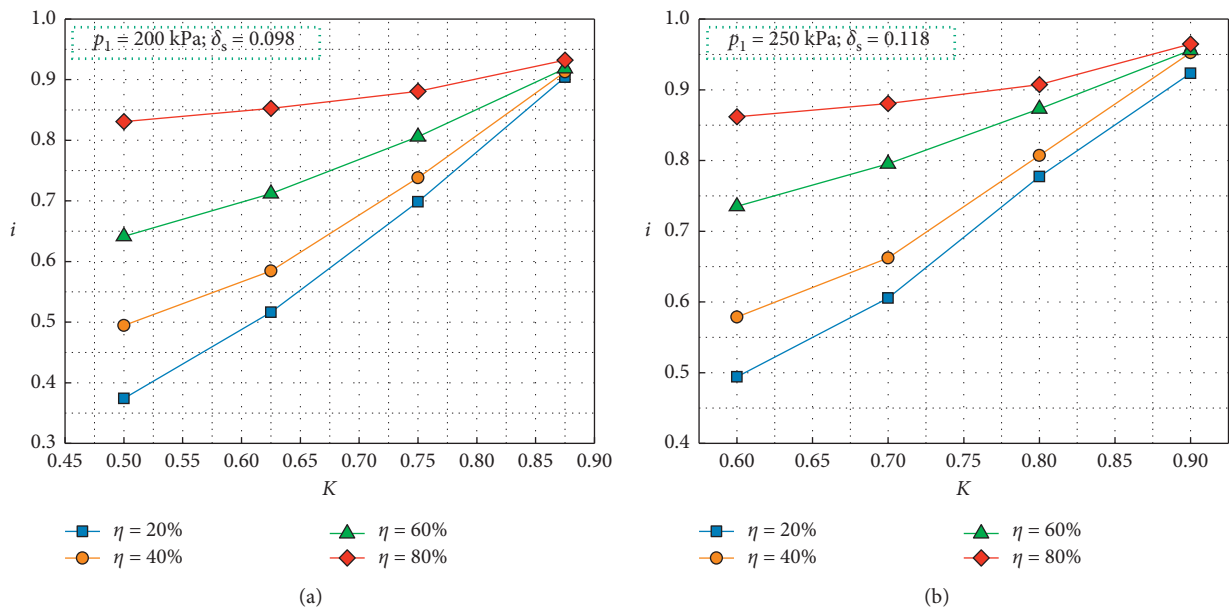 p₁ = 200 kPa; δₛ = 0.098
1.0
0.9
0.8
0.7
0.6
0.5
0.4
0.3
i
0.45 0.50 0.55 0.60 0.65 0.70 0.75 0.80 0.85 0.90
K
η = 20%
η = 40%
η = 60%
η = 80%
(a)
p₁ = 250 kPa; δₛ = 0.118
1.0
0.9
0.8
0.7
0.6
0.5
0.4
i
0.60 0.65 0.70 0.75 0.80 0.85 0.90
K
η = 20%
η = 40%
η = 60%
η = 80%
(b)